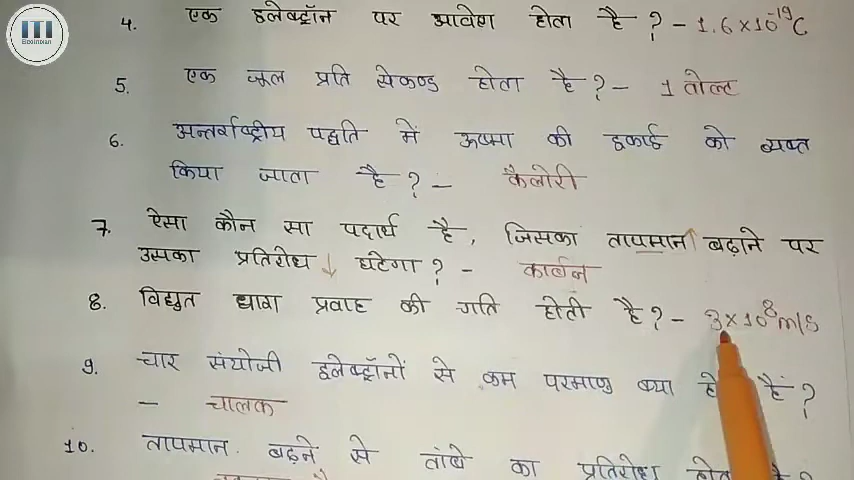 ITI
4. एक इलेक्ट्रॉन पर आवेश होता है ? - 1.6×10⁻¹⁹C
5. एक जूल प्रति सेकण्ड होता है ? - 1 वोल्ट
6. अन्तर्राष्ट्रीय पद्धति में ऊष्मा की इकाई को व्यक्त
किया जाता है ? - कैलोरी
7. ऐसा कौन सा पदार्थ है, जिसका तापमान↑ बढ़ाने पर
उसका प्रतिरोध ↓ घटेगा ? - कार्बन
8. विद्युत धारा प्रवाह की गति होती है ? - 3×10⁸m/s
9. चार संयोजी इलेक्ट्रॉनों से कम परमाणु क्या है ?
- चालक
10. तापमान बढ़ने से तांबे का प्रतिरोध